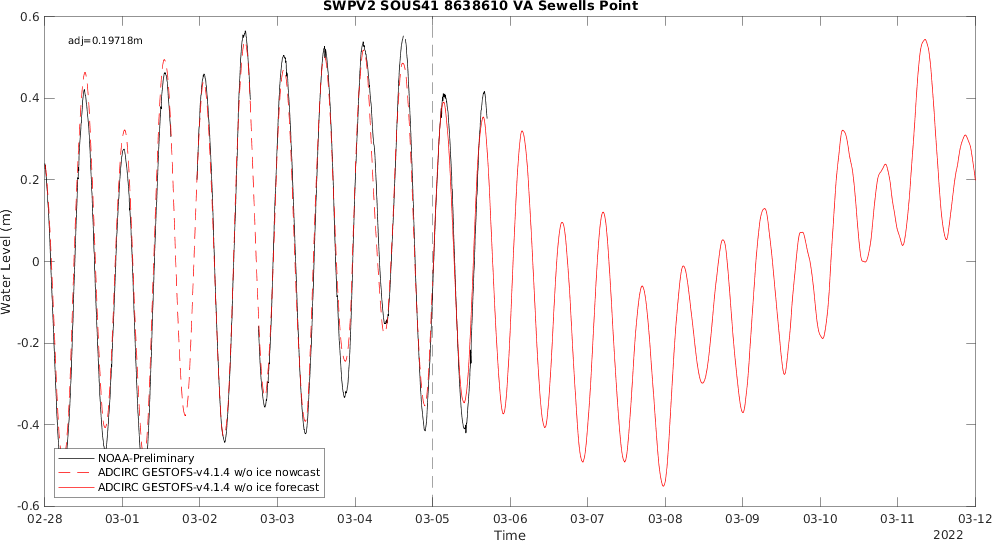 SWPV2 SOUS41 8638610 VA Sewells Point
adj=0.19718m
0.6
0.4
0.2
0
-0.2
-0.4
-0.6
Water Level (m)
NOAA-Preliminary
ADCIRC GESTOFS-v4.1.4 w/o ice nowcast
ADCIRC GESTOFS-v4.1.4 w/o ice forecast
02-28 03-01 03-02 03-03 03-04 03-05 03-06 03-07 03-08 03-09 03-10 03-11 03-12
Time
2022